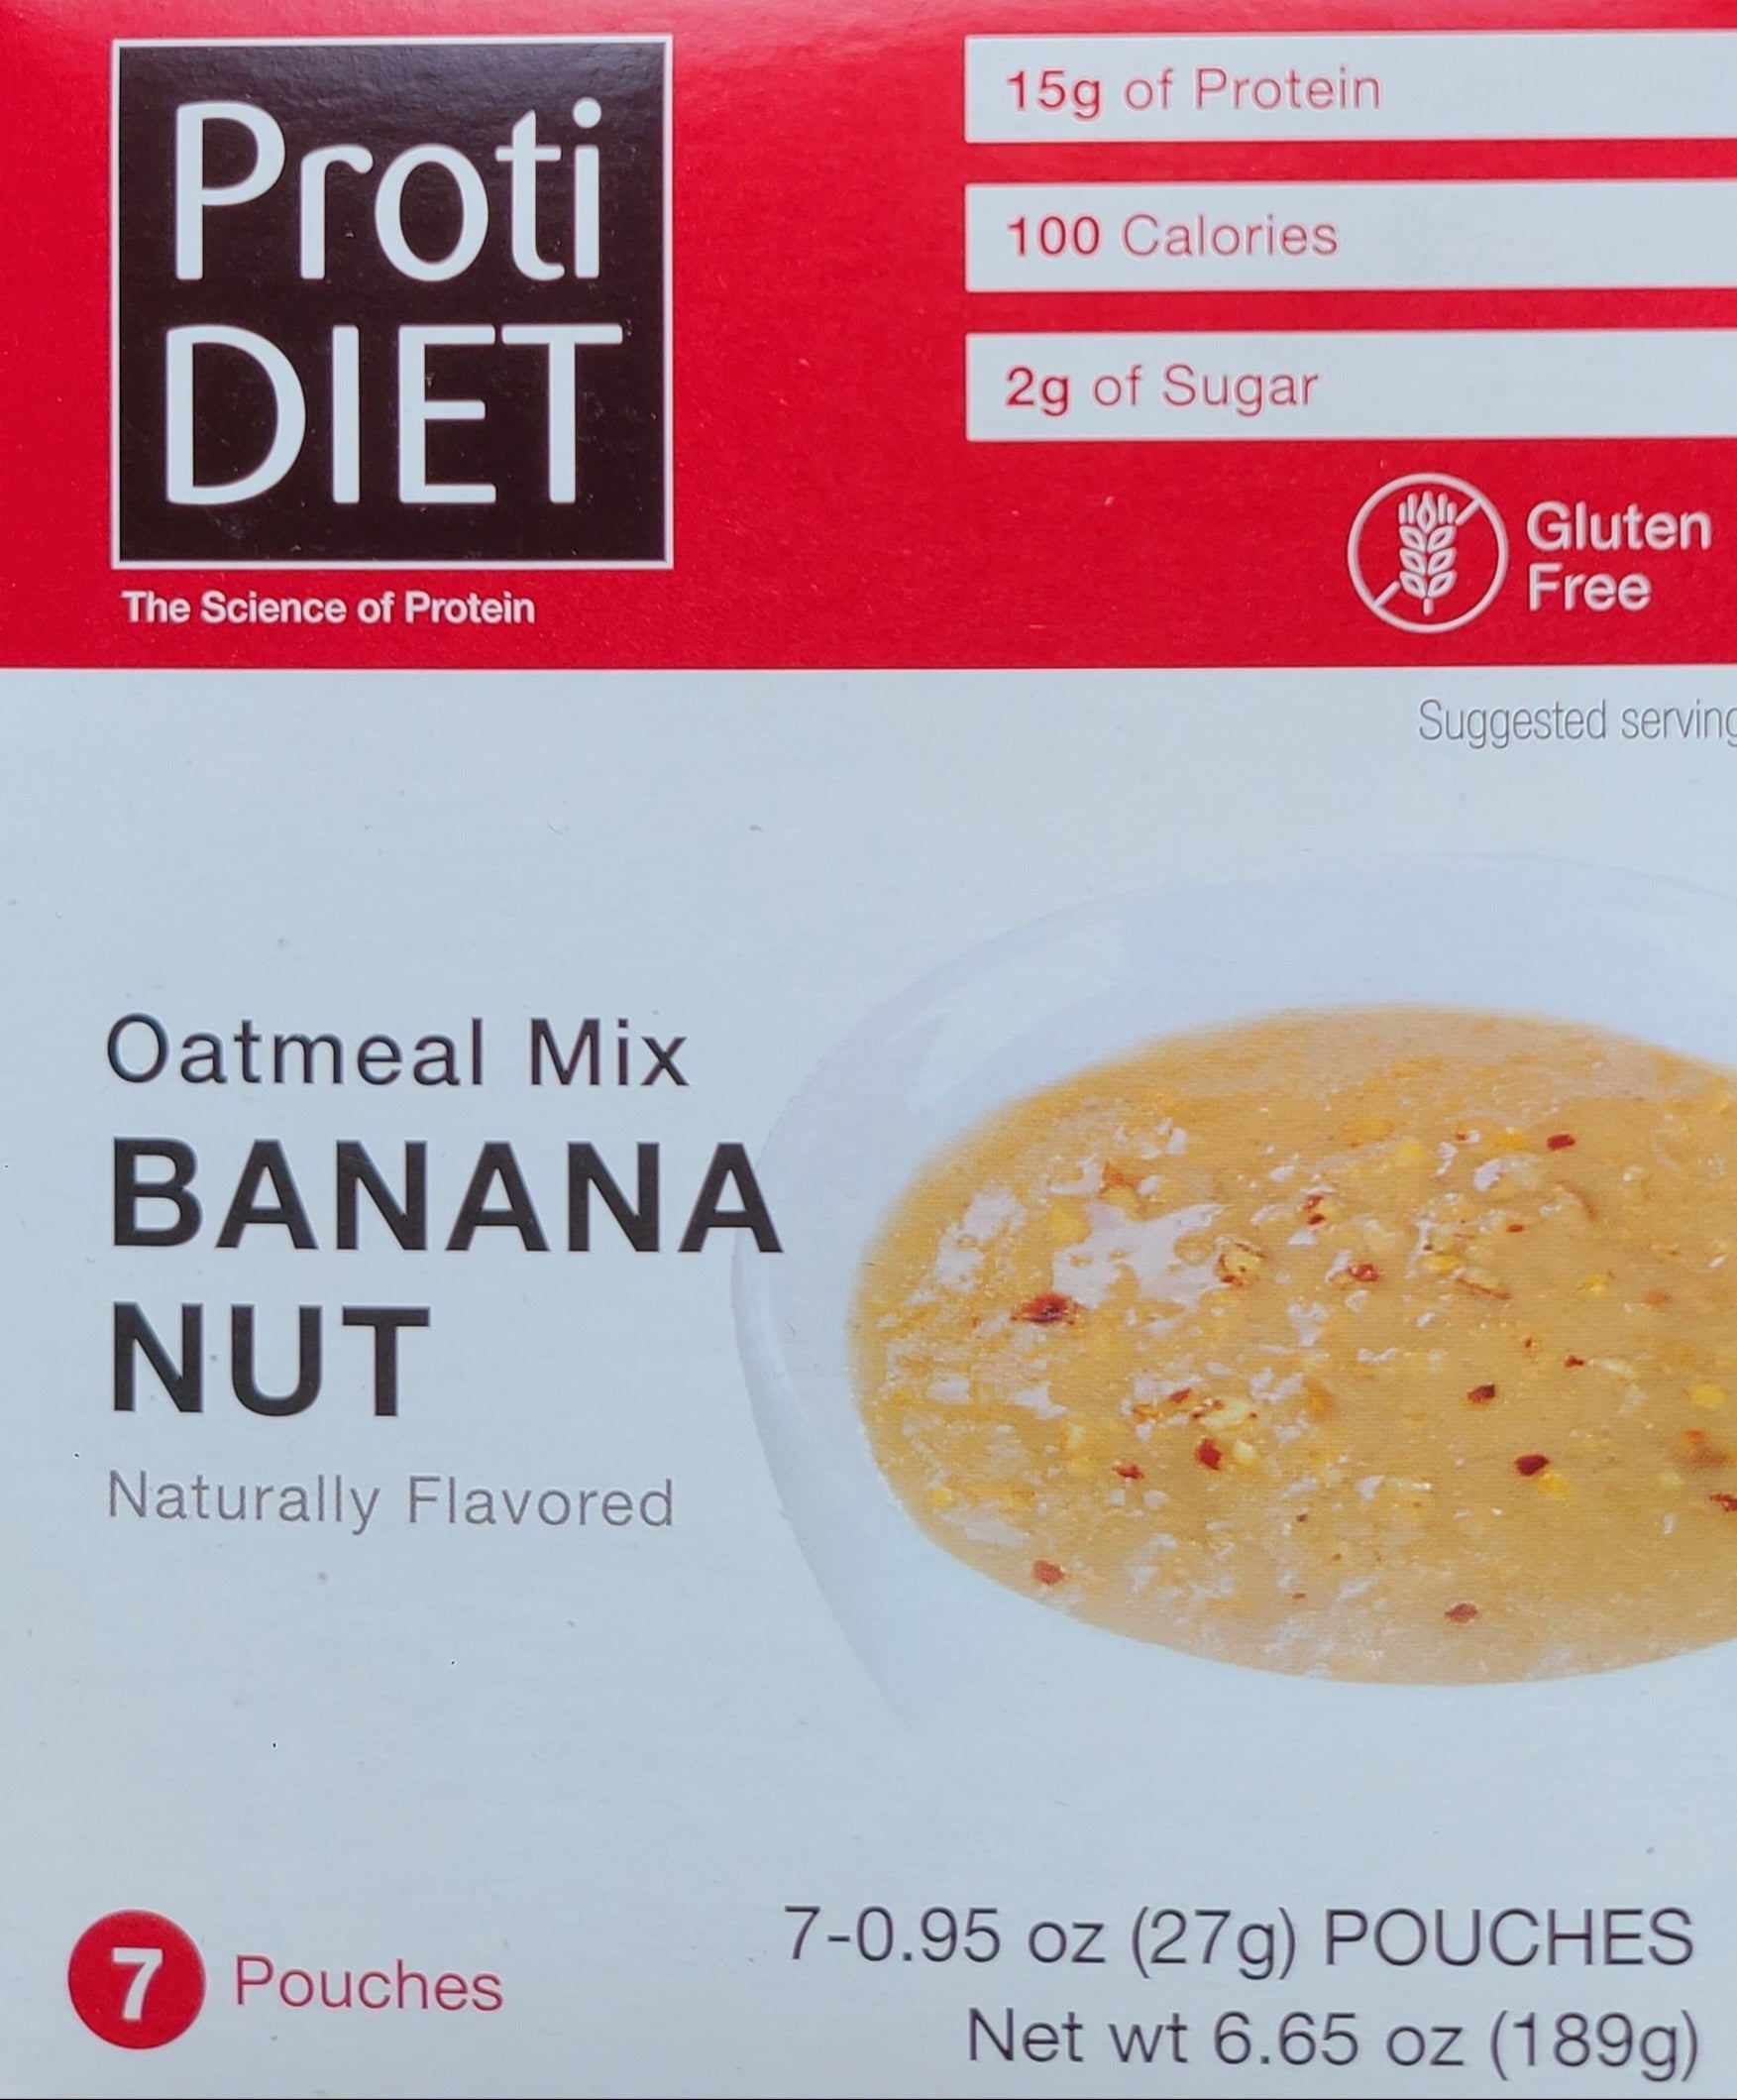 Proti
DIET
The Science of Protein
15g of Protein
100 Calories
2g of Sugar
Gluten
Free
Suggested serving
Oatmeal Mix
BANANA
NUT
Naturally Flavored
7 Pouches
7-0.95 oz (27g) POUCHES
Net wt 6.65 oz (189g)